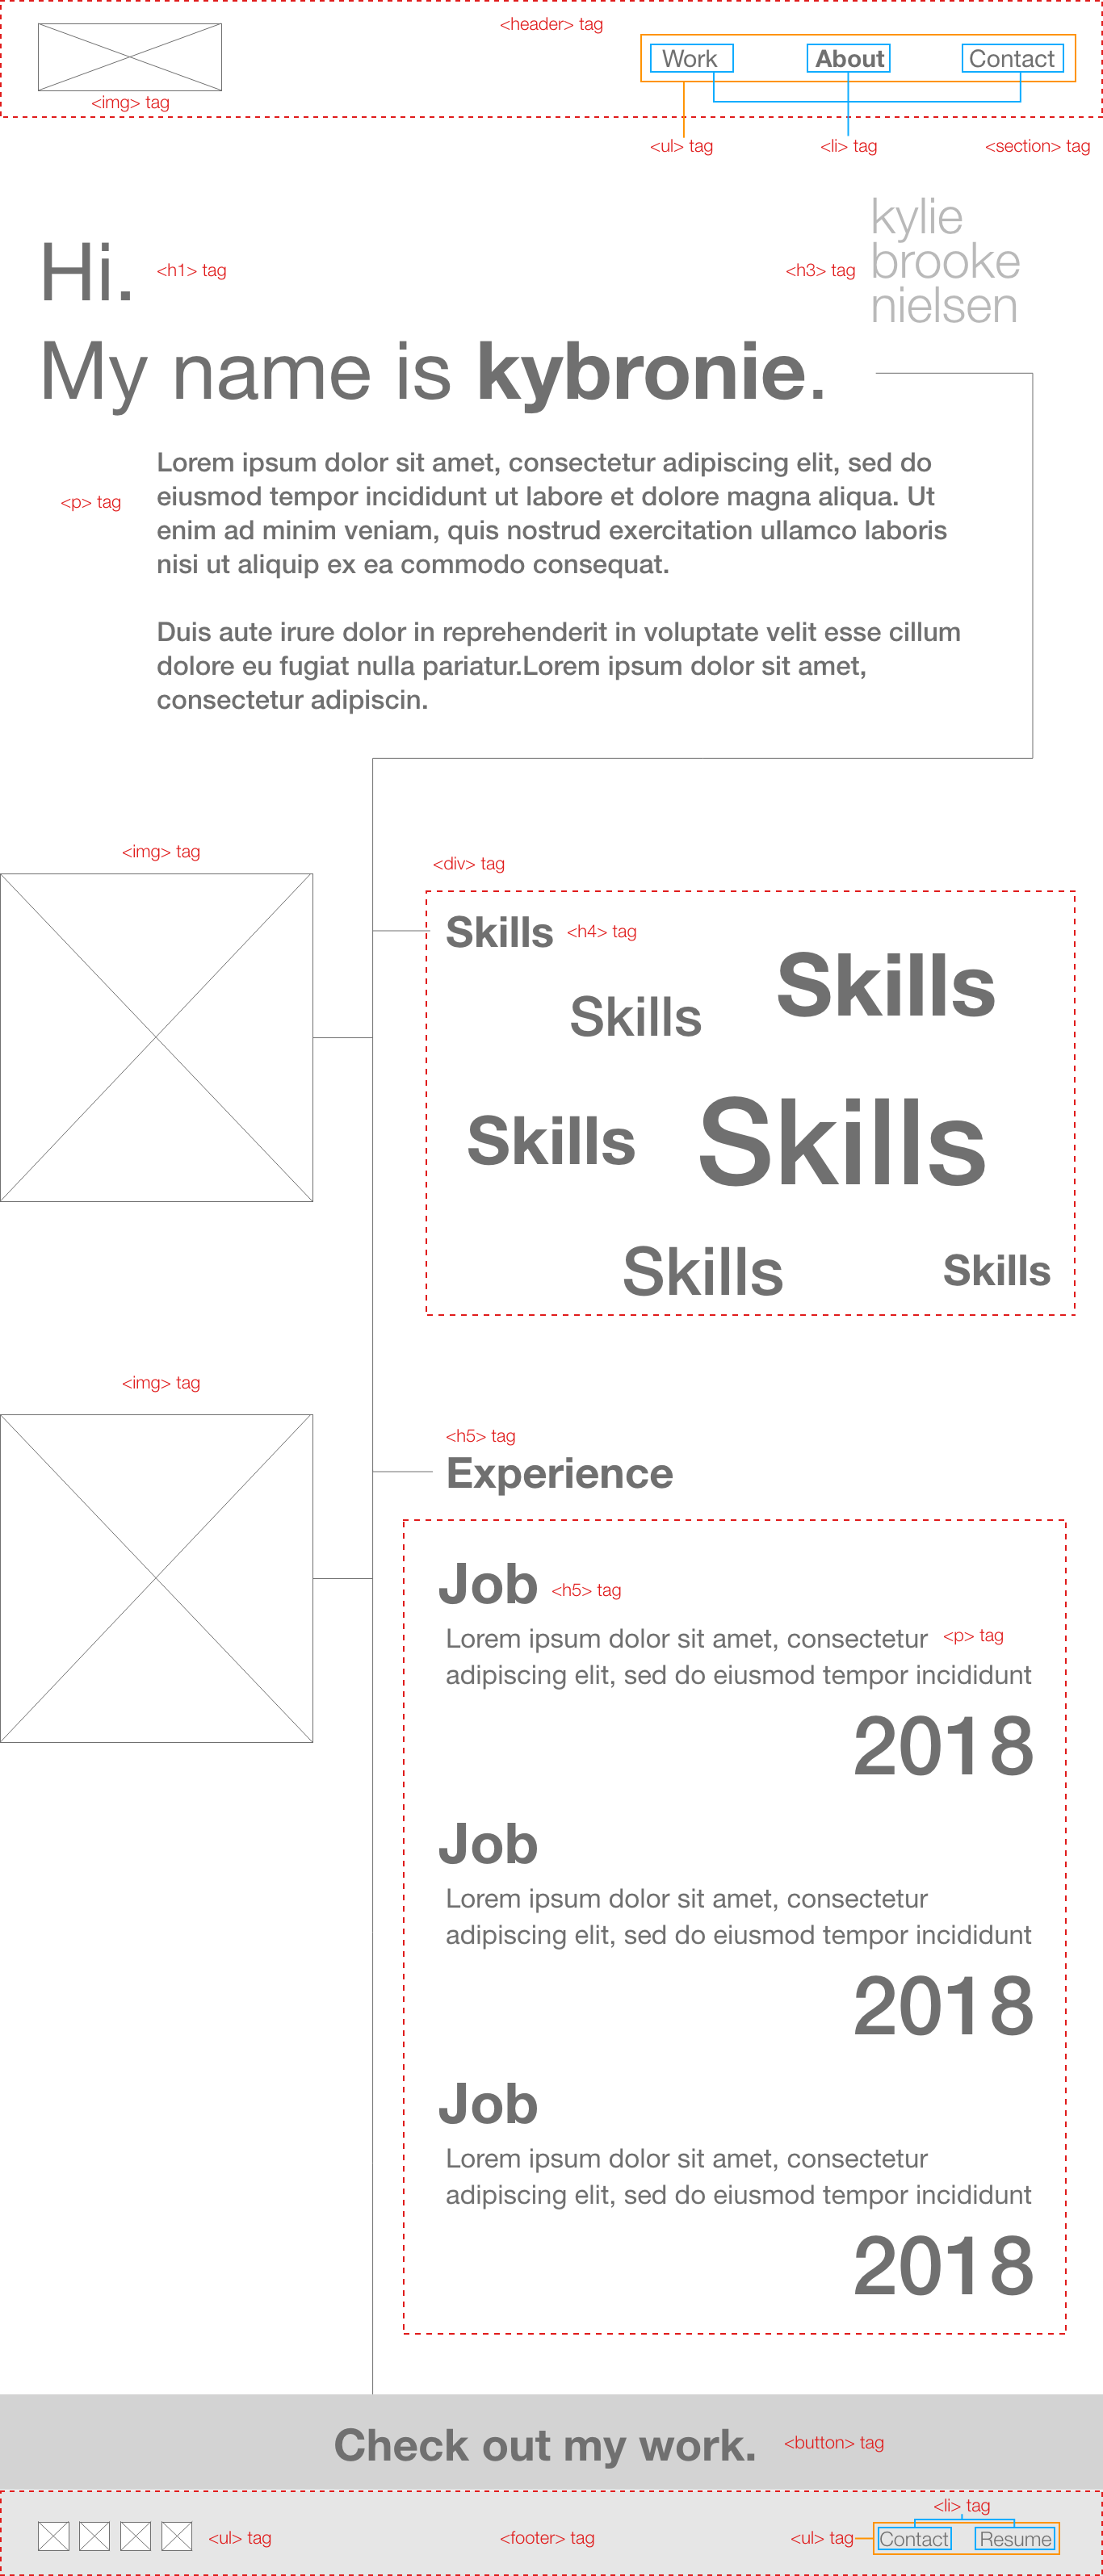 <header> tag
Work
About
Contact
<img> tag
<ul> tag
<li> tag
<section> tag
kylie
brooke
nielsen
<h3> tag
Hi.
<h1> tag
My name is kybronie.
<p> tag
Lorem ipsum dolor sit amet, consectetur adipiscing elit, sed do
eiusmod tempor incididunt ut labore et dolore magna aliqua. Ut
enim ad minim veniam, quis nostrud exercitation ullamco laboris
nisi ut aliquip ex ea commodo consequat.
Duis aute irure dolor in reprehenderit in voluptate velit esse cillum
dolore eu fugiat nulla pariatur.Lorem ipsum dolor sit amet,
consectetur adipiscin.
<img> tag
<div> tag
Skills
<h4> tag
Skills
Skills
Skills
Skills
Skills
Skills
<img> tag
<h5> tag
Experience
Job
<h5> tag
Lorem ipsum dolor sit amet, consectetur
<p> tag
adipiscing elit, sed do eiusmod tempor incididunt
2018
Job
Lorem ipsum dolor sit amet, consectetur
adipiscing elit, sed do eiusmod tempor incididunt
2018
Job
Lorem ipsum dolor sit amet, consectetur
adipiscing elit, sed do eiusmod tempor incididunt
2018
Check out my work.
<button> tag
<li> tag
<ul> tag
<footer> tag
<ul> tag
Contact
Resume